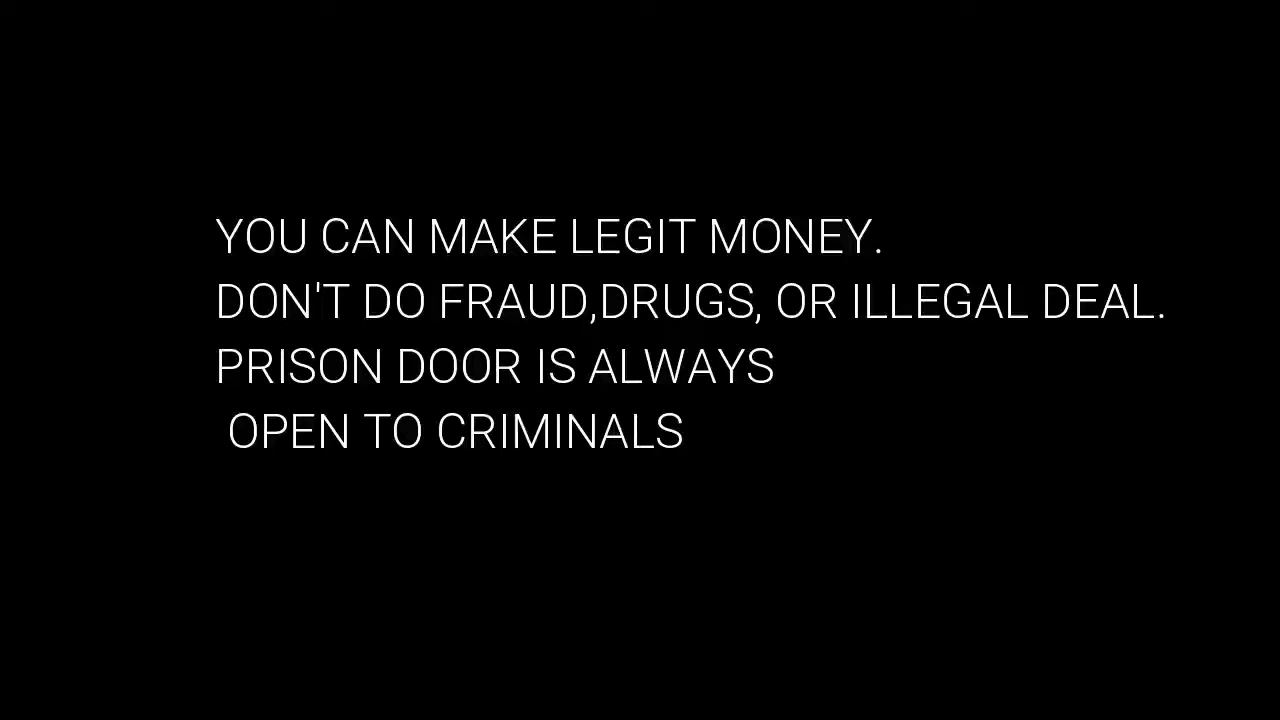 YOU CAN MAKE LEGIT MONEY.
DON'T DO FRAUD,DRUGS, OR ILLEGAL DEAL.
PRISON DOOR IS ALWAYS
OPEN TO CRIMINALS